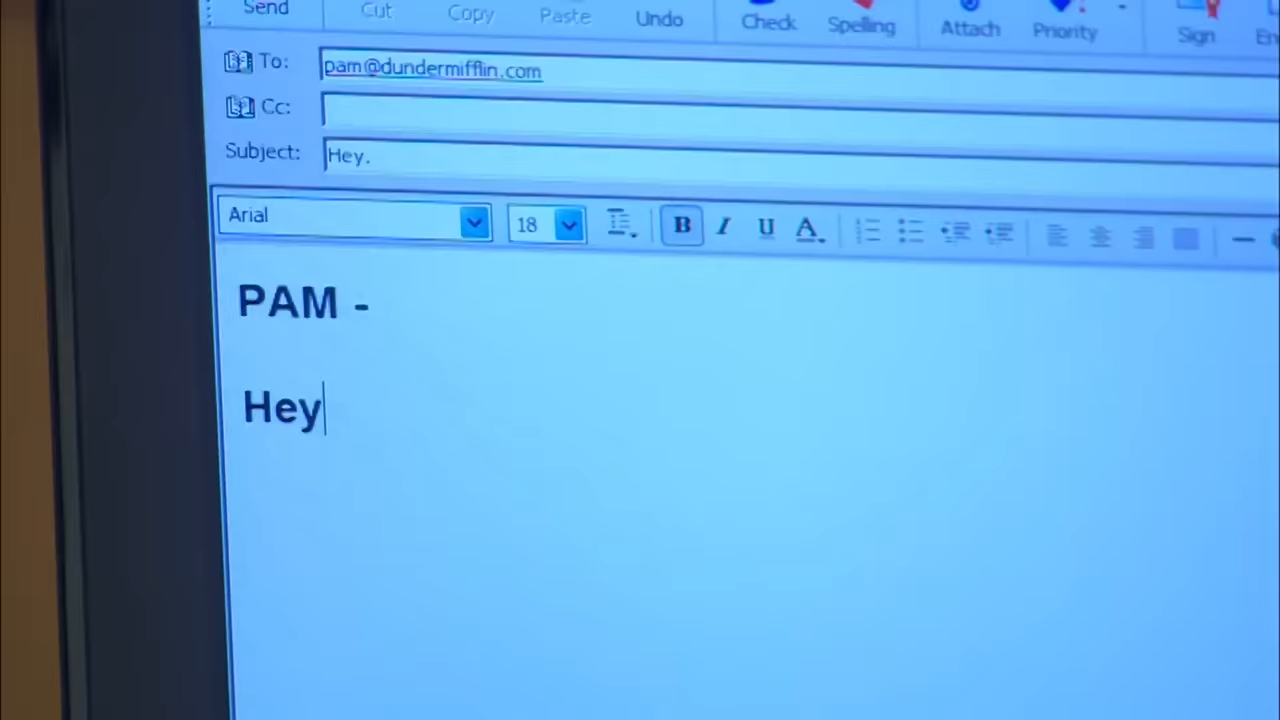 Send Cut Copy Paste Undo Check Spelling Attach Priority Sign
To: pam@dundermifflin.com
Cc:
Subject: Hey.
Arial 18 B I U A
PAM -
Hey